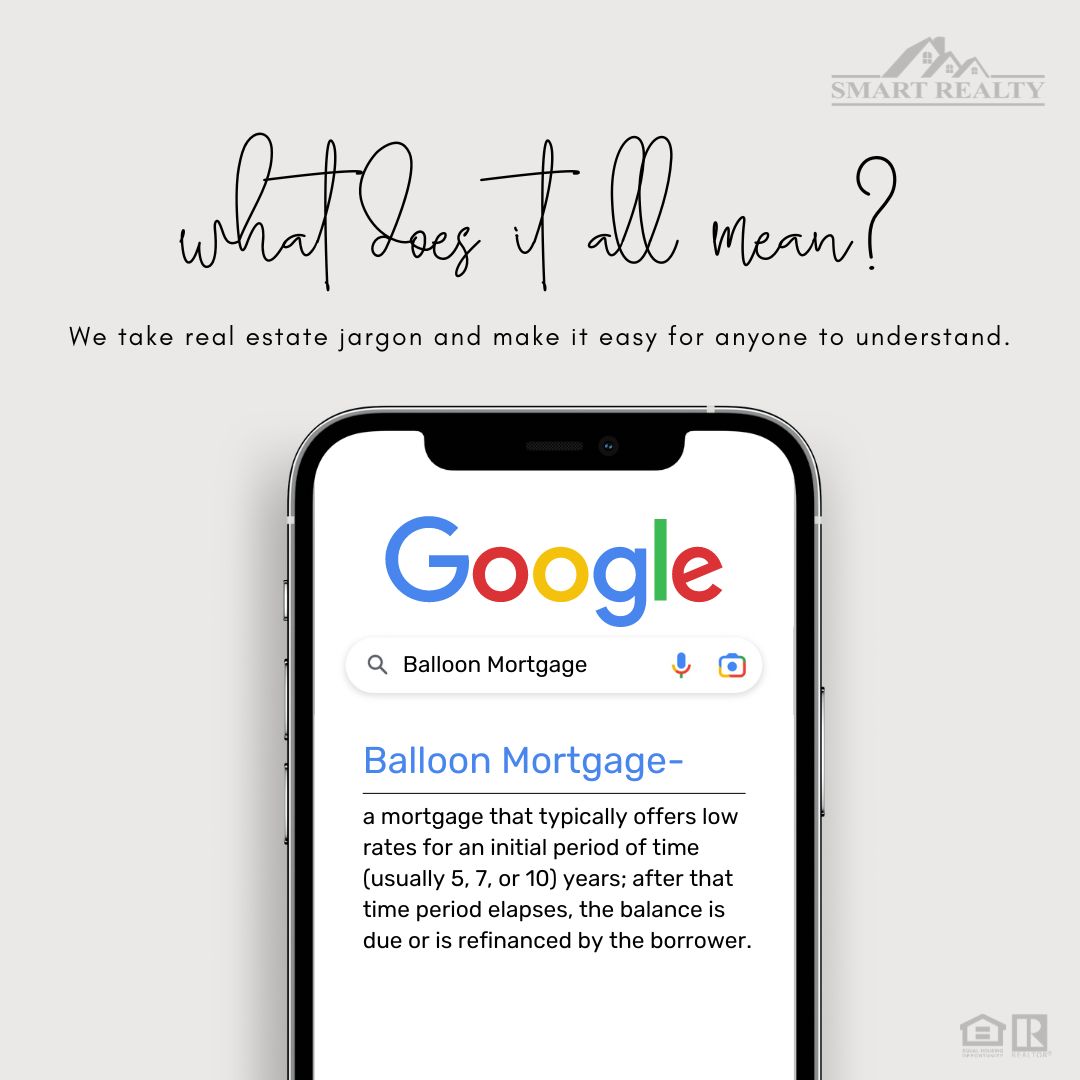 SMART REALTY
what does it all mean?
We take real estate jargon and make it easy for anyone to understand.
Google
Balloon Mortgage
Balloon Mortgage-
a mortgage that typically offers low
rates for an initial period of time
(usually 5, 7, or 10) years; after that
time period elapses, the balance is
due or is refinanced by the borrower.
EQUAL HOUSING
OPPORTUNITY
REALTOR®